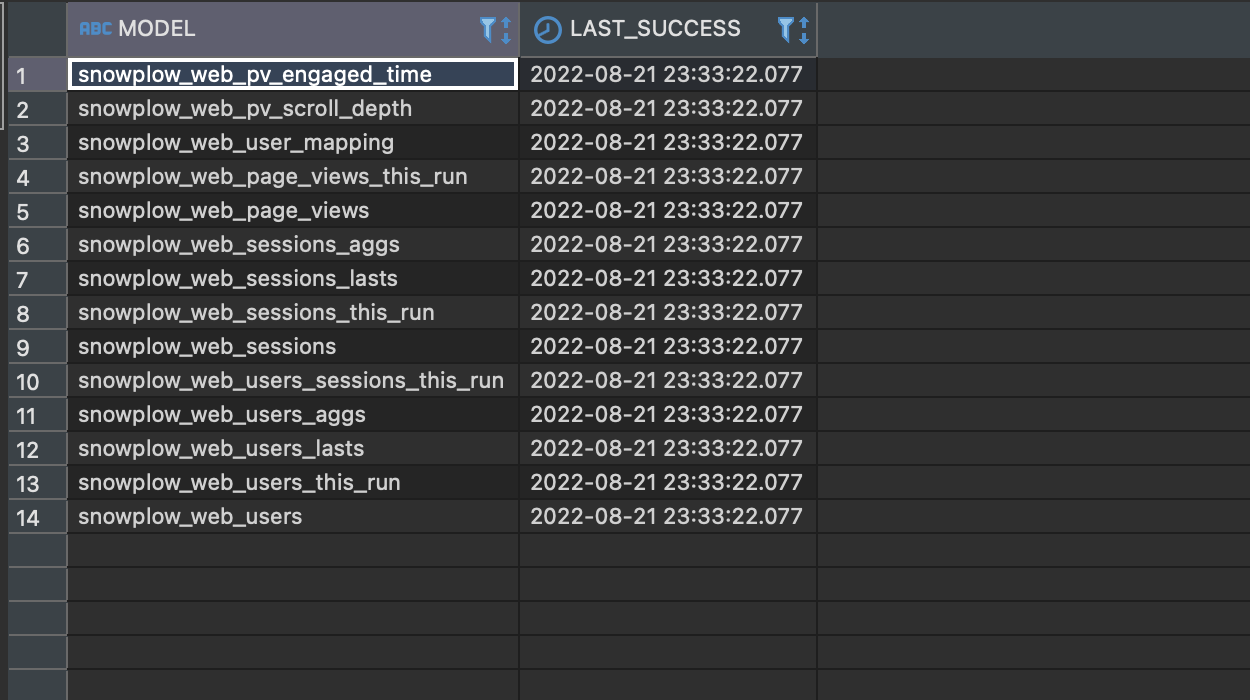 ABC MODEL LAST_SUCCESS
1 snowplow_web_pv_engaged_time 2022-08-21 23:33:22.077
2 snowplow_web_pv_scroll_depth 2022-08-21 23:33:22.077
3 snowplow_web_user_mapping 2022-08-21 23:33:22.077
4 snowplow_web_page_views_this_run 2022-08-21 23:33:22.077
5 snowplow_web_page_views 2022-08-21 23:33:22.077
6 snowplow_web_sessions_aggs 2022-08-21 23:33:22.077
7 snowplow_web_sessions_lasts 2022-08-21 23:33:22.077
8 snowplow_web_sessions_this_run 2022-08-21 23:33:22.077
9 snowplow_web_sessions 2022-08-21 23:33:22.077
10 snowplow_web_users_sessions_this_run 2022-08-21 23:33:22.077
11 snowplow_web_users_aggs 2022-08-21 23:33:22.077
12 snowplow_web_users_lasts 2022-08-21 23:33:22.077
13 snowplow_web_users_this_run 2022-08-21 23:33:22.077
14 snowplow_web_users 2022-08-21 23:33:22.077